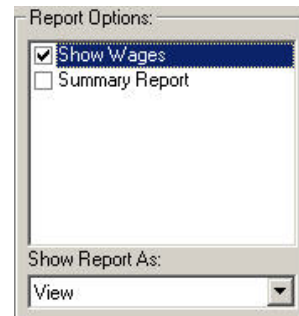 Report Options:
Show Wages
Summary Report
Show Report As:
View